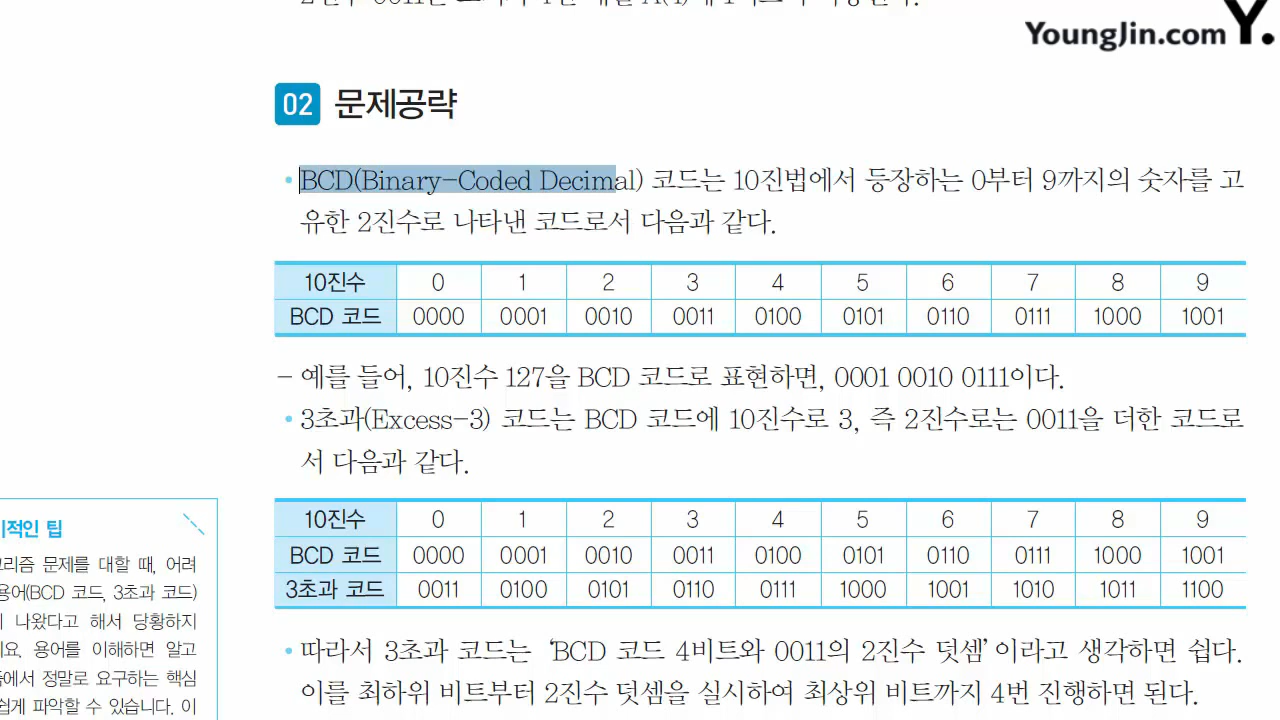 YoungJin.com Y.
02 문제공략
• BCD(Binary-Coded Decimal) 코드는 10진법에서 등장하는 0부터 9까지의 숫자를 고
유한 2진수로 나타낸 코드로서 다음과 같다.
10진수 0 1 2 3 4 5 6 7 8 9
BCD 코드 0000 0001 0010 0011 0100 0101 0110 0111 1000 1001
– 예를 들어, 10진수 127을 BCD 코드로 표현하면, 0001 0010 0111이다.
• 3초과(Excess-3) 코드는 BCD 코드에 10진수로 3, 즉 2진수로는 0011을 더한 코드로
서 다음과 같다.
10진수 0 1 2 3 4 5 6 7 8 9
BCD 코드 0000 0001 0010 0011 0100 0101 0110 0111 1000 1001
3초과 코드 0011 0100 0101 0110 0111 1000 1001 1010 1011 1100
• 따라서 3초과 코드는 ‘BCD 코드 4비트와 0011의 2진수 덧셈’이라고 생각하면 쉽다.
이를 최하위 비트부터 2진수 덧셈을 실시하여 최상위 비트까지 4번 진행하면 된다.
적인 팁
리즘 문제를 대할 때, 어려
용어(BCD 코드, 3초과 코드)
나왔다고 해서 당황하지
요. 용어를 이해하면 알고
에서 정말로 요구하는 핵심
쉽게 파악할 수 있습니다. 이